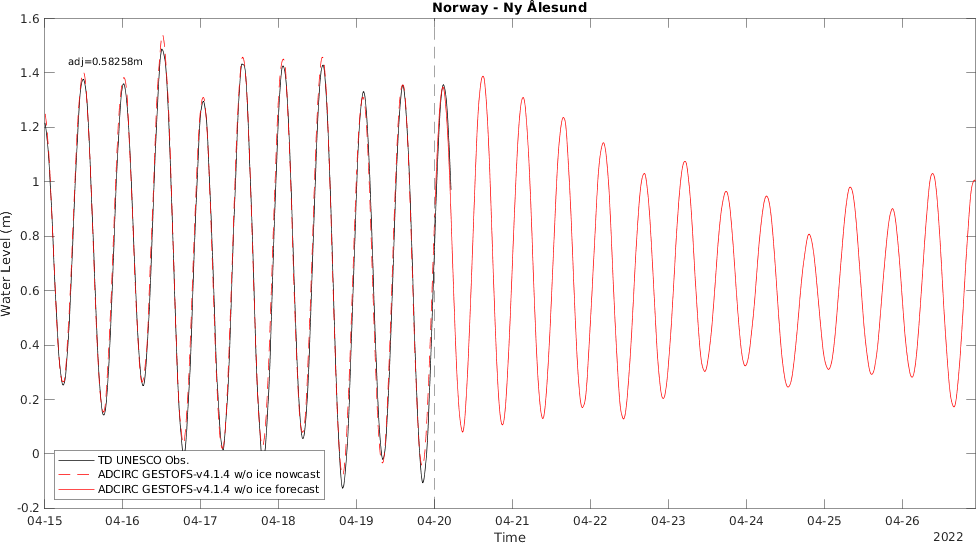 Norway - Ny Ålesund
1.6
1.4
1.2
1
0.8
0.6
0.4
0.2
0
-0.2
Water Level (m)
adj=0.58258m
TD UNESCO Obs.
ADCIRC GESTOFS-v4.1.4 w/o ice nowcast
ADCIRC GESTOFS-v4.1.4 w/o ice forecast
04-15 04-16 04-17 04-18 04-19 04-20 04-21 04-22 04-23 04-24 04-25 04-26
Time
2022